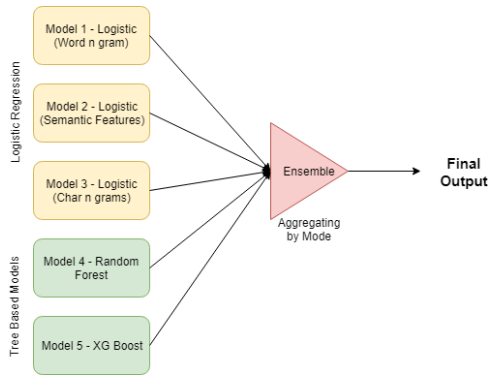 Logistic Regression
Model 1 - Logistic
(Word n gram)
Model 2 - Logistic
(Semantic Features)
Model 3 - Logistic
(Char n grams)
Tree Based Models
Model 4 - Random
Forest
Model 5 - XG Boost
Ensemble
Aggregating
by Mode
Final
Output